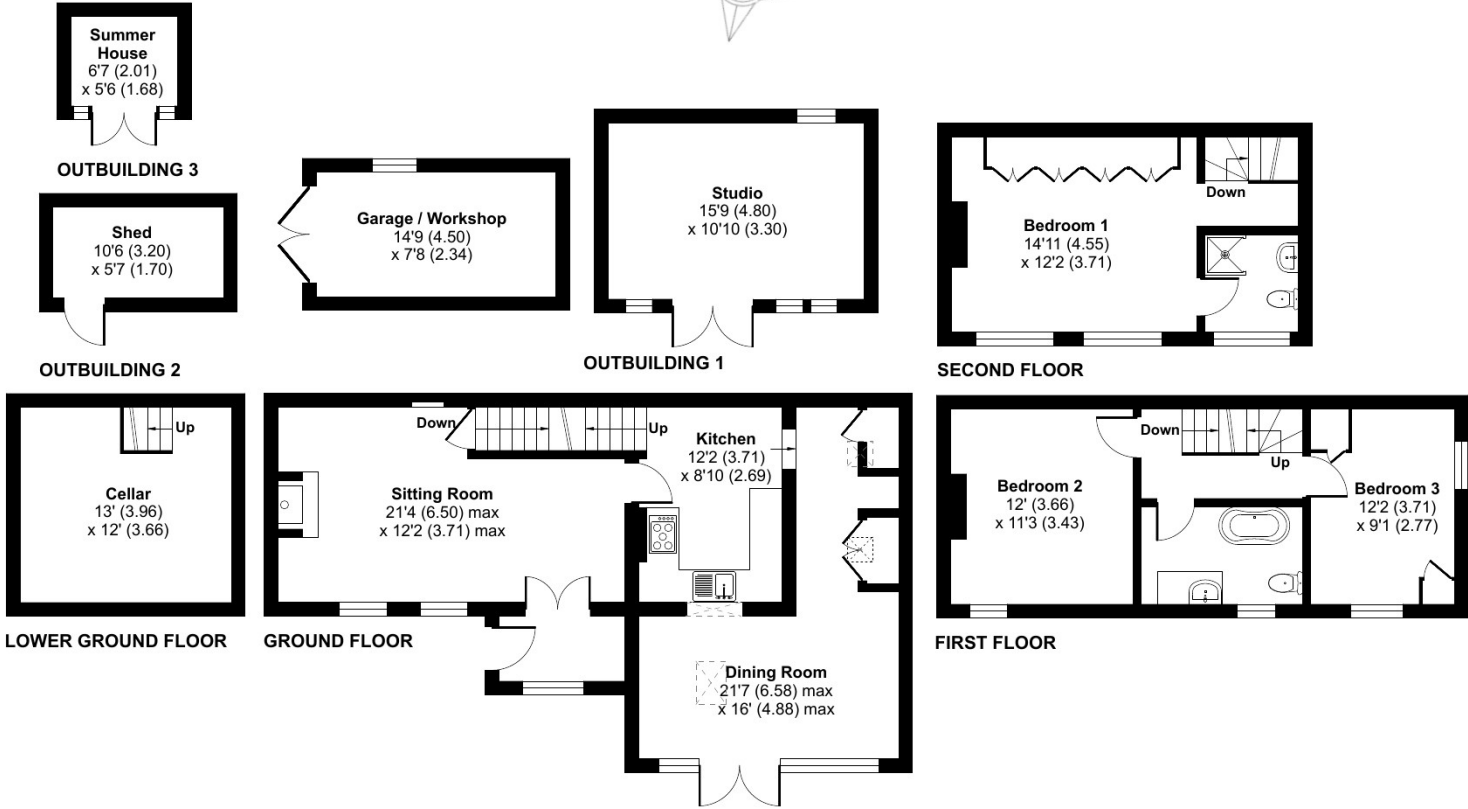 Summer
House
6'7 (2.01)
x 5'6 (1.68)
OUTBUILDING 3
Shed
10'6 (3.20)
x 5'7 (1.70)
OUTBUILDING 2
Garage / Workshop
14'9 (4.50)
x 7'8 (2.34)
Studio
15'9 (4.80)
x 10'10 (3.30)
OUTBUILDING 1
Down
Bedroom 1
14'11 (4.55)
x 12'2 (3.71)
SECOND FLOOR
Up
Cellar
13' (3.96)
x 12' (3.66)
LOWER GROUND FLOOR
Down
Up
Kitchen
12'2 (3.71)
x 8'10 (2.69)
Sitting Room
21'4 (6.50) max
x 12'2 (3.71) max
GROUND FLOOR
Dining Room
21'7 (6.58) max
x 16' (4.88) max
Down
Up
Bedroom 2
12' (3.66)
x 11'3 (3.43)
Bedroom 3
12'2 (3.71)
x 9'1 (2.77)
FIRST FLOOR